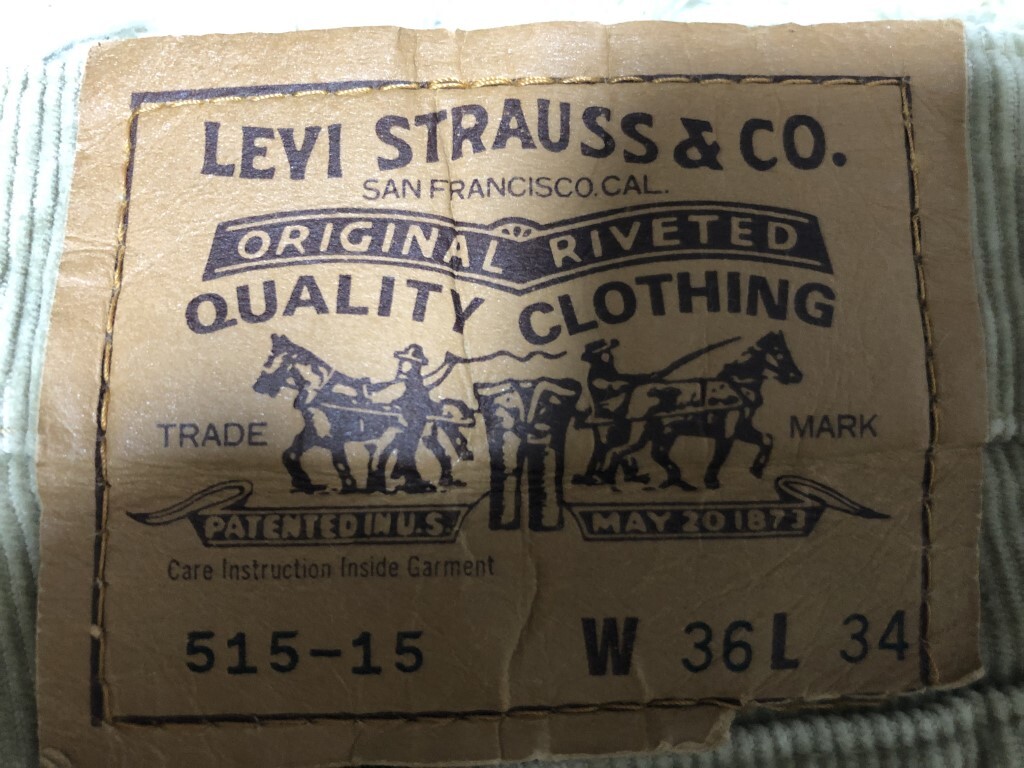 LEVI STRAUSS & CO.
SAN FRANCISCO.CAL.
ORIGINAL RIVETED
QUALITY CLOTHING
TRADE MARK
PATENTED IN U.S. MAY 20 1873
Care Instruction Inside Garment
515-15 W 36 L 34